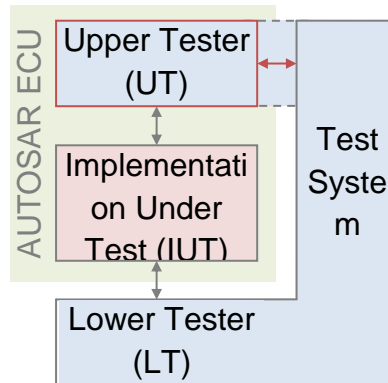 AUTOSAR ECU
Upper Tester
(UT)
Implementati
on Under
Test (IUT)
Test
Syste
m
Lower Tester
(LT)